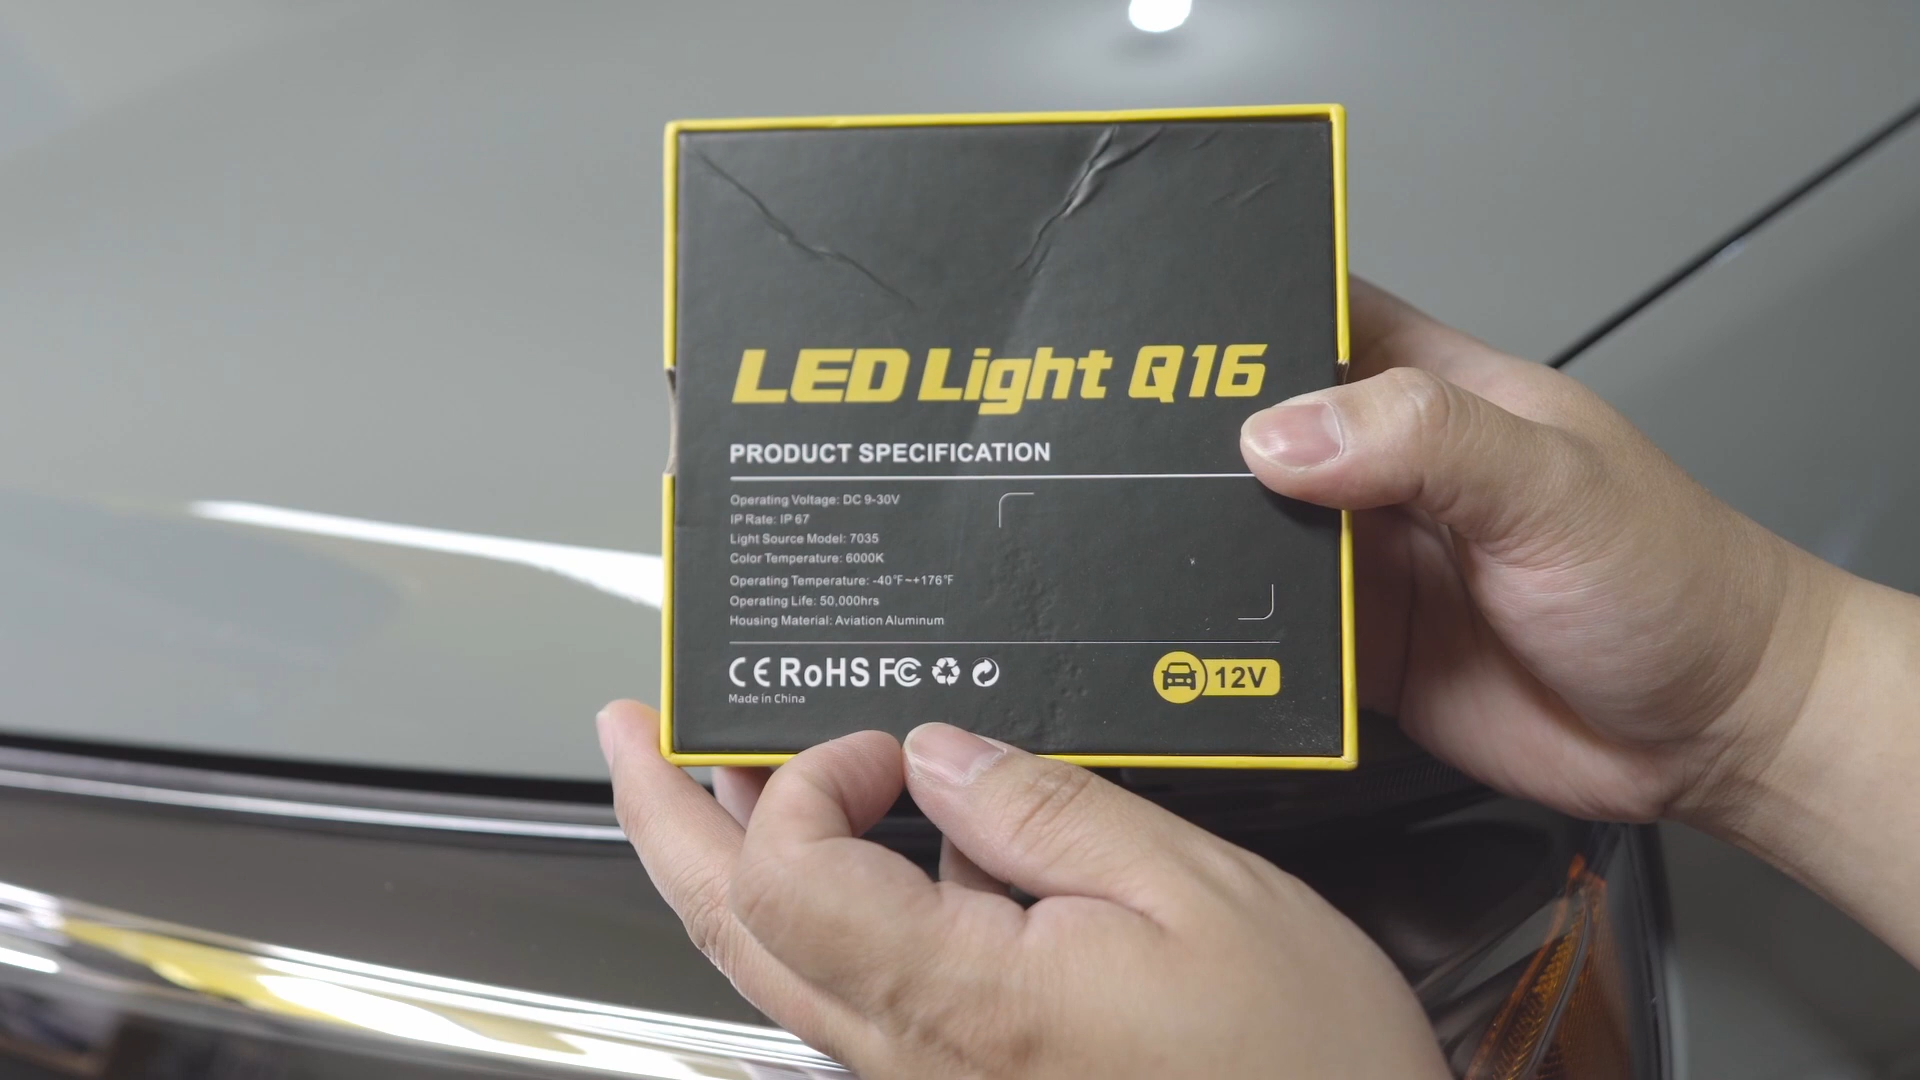 LED Light Q16
PRODUCT SPECIFICATION
Operating Voltage: DC 9-30V
IP Rate: IP 67
Light Source Model: 7035
Color Temperature: 6000K
Operating Temperature: -40℉~+176℉
Operating Life: 50,000hrs
Housing Material: Aviation Aluminum
CE RoHS FC
12V
Made in China